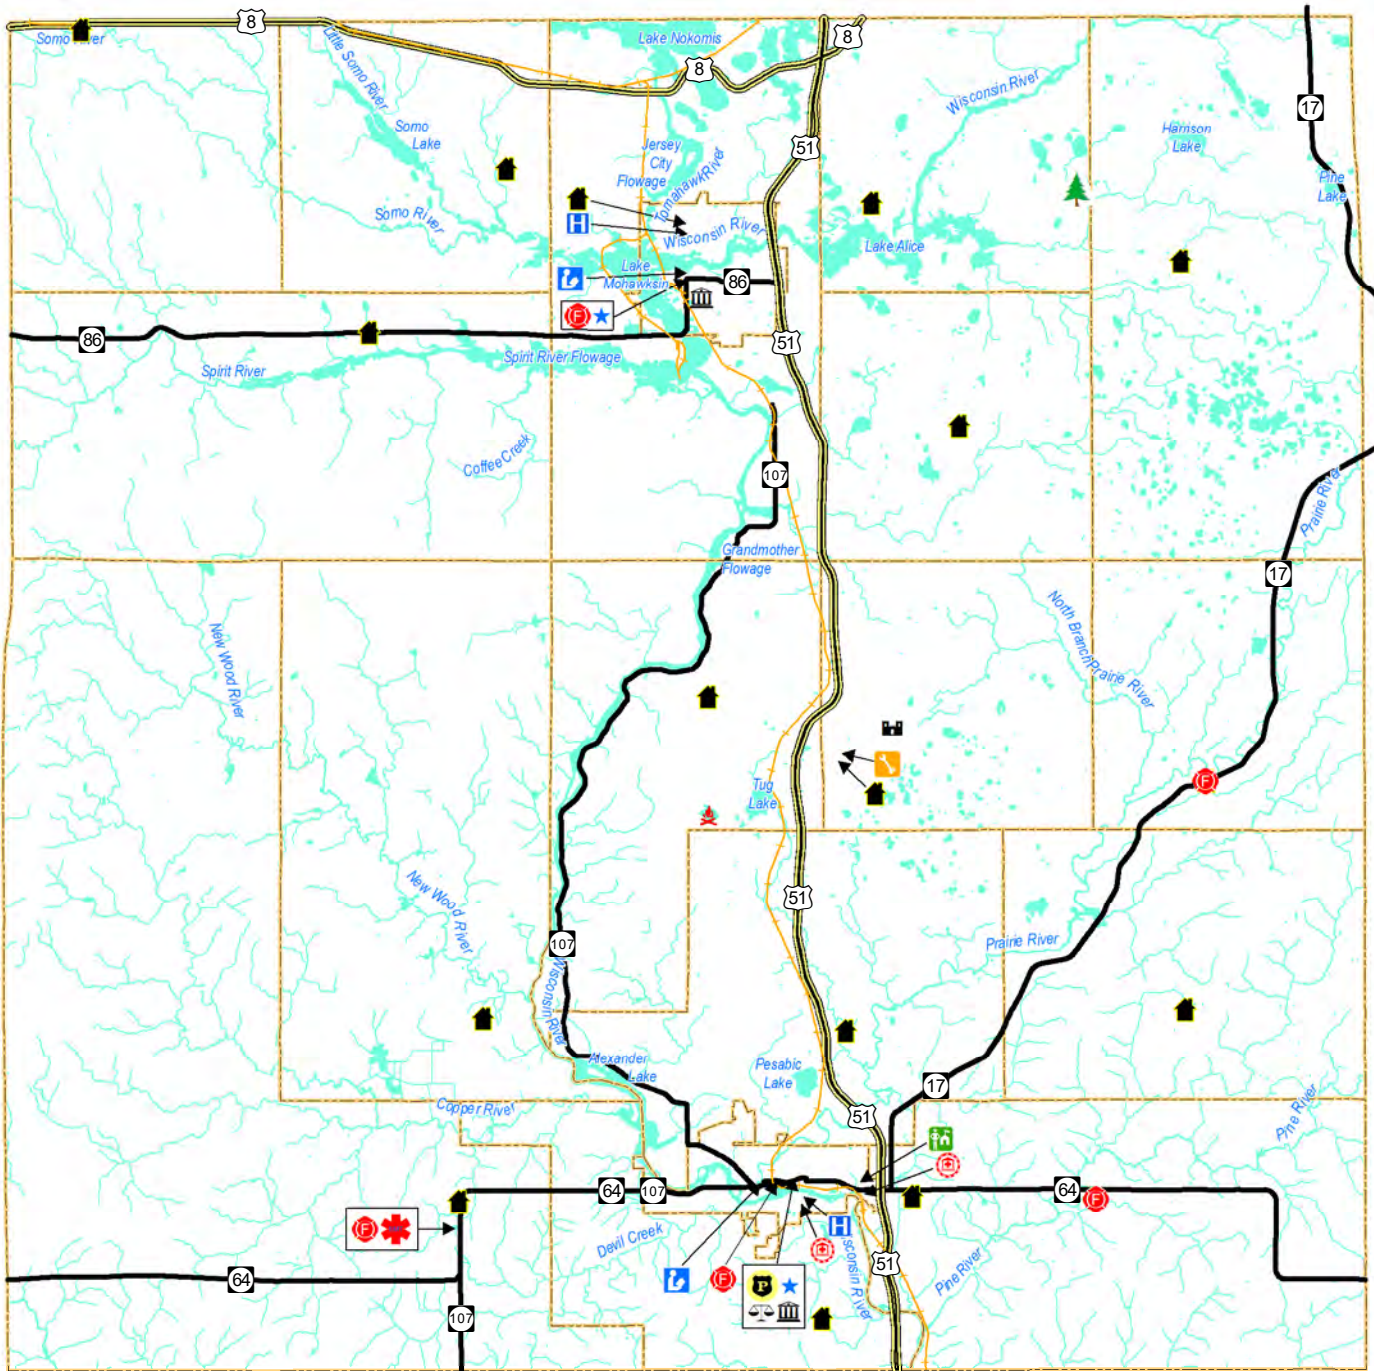 8
8
Somo River
Little Somo River
Lake Nokomis
8
Wisconsin River
17
51
Somo
Lake
Harrison
Lake
Jersey
City
Flowage
Tomahawk River
Pine
Lake
Somo River
H
Wisconsin River
Lake Alice
Lake
Mohawksin
86
F
86
51
Spirit River
Spirit River Flowage
Coffee Creek
107
Prairie River
Grandmother
Flowage
17
New Wood River
North Branch Prairie River
F
Tug
Lake
51
New Wood River
107
Wisconsin River
Prairie River
Alexander
Lake
Pesabic
Lake
17
Copper River
51
Pine River
64
107
64
F
F
Devil Creek
H
Wisconsin River
51
Pine River
64
F
P
107